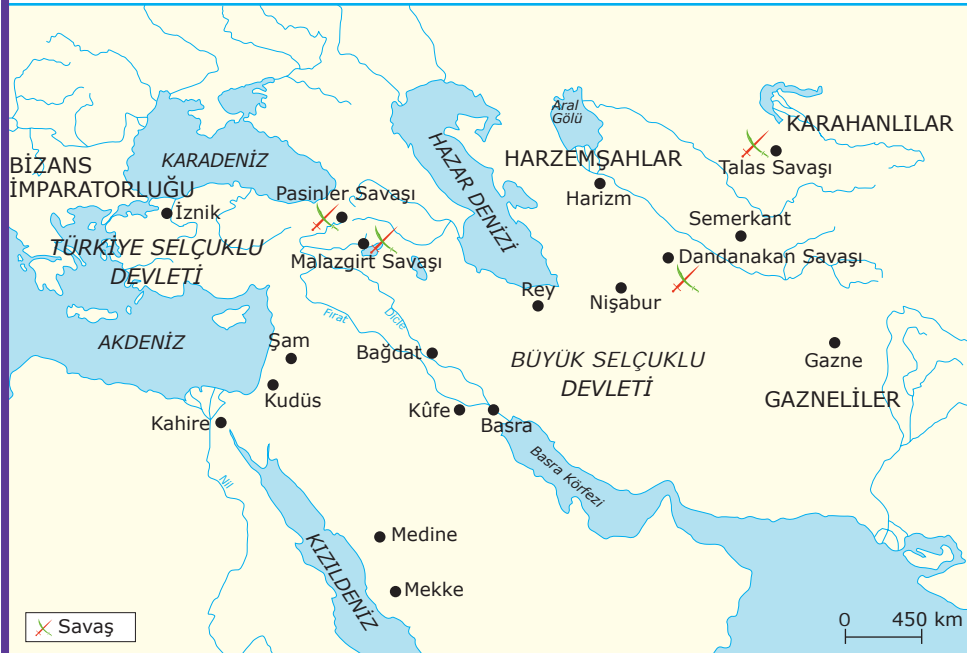 Aral
Gölü
KARAHANLILAR
Talas Savaşı
HAZAR DENİZİ
HARZEMŞAHLAR
Harizm
BİZANS
İMPARATORLUĞU
KARADENİZ
Pasinler Savaşı
İznik
Semerkant
TÜRKİYE SELÇUKLU
DEVLETİ
Malazgirt Savaşı
Dandanakan Savaşı
Rey
Nişabur
Fırat
Dicle
AKDENİZ
Şam
Bağdat
BÜYÜK SELÇUKLU
DEVLETİ
Gazne
GAZNELİLER
Kudüs
Kahire
Kûfe
Basra
Nil
Basra Körfezi
Medine
KIZILDENİZ
Mekke
Savaş
0 450 km